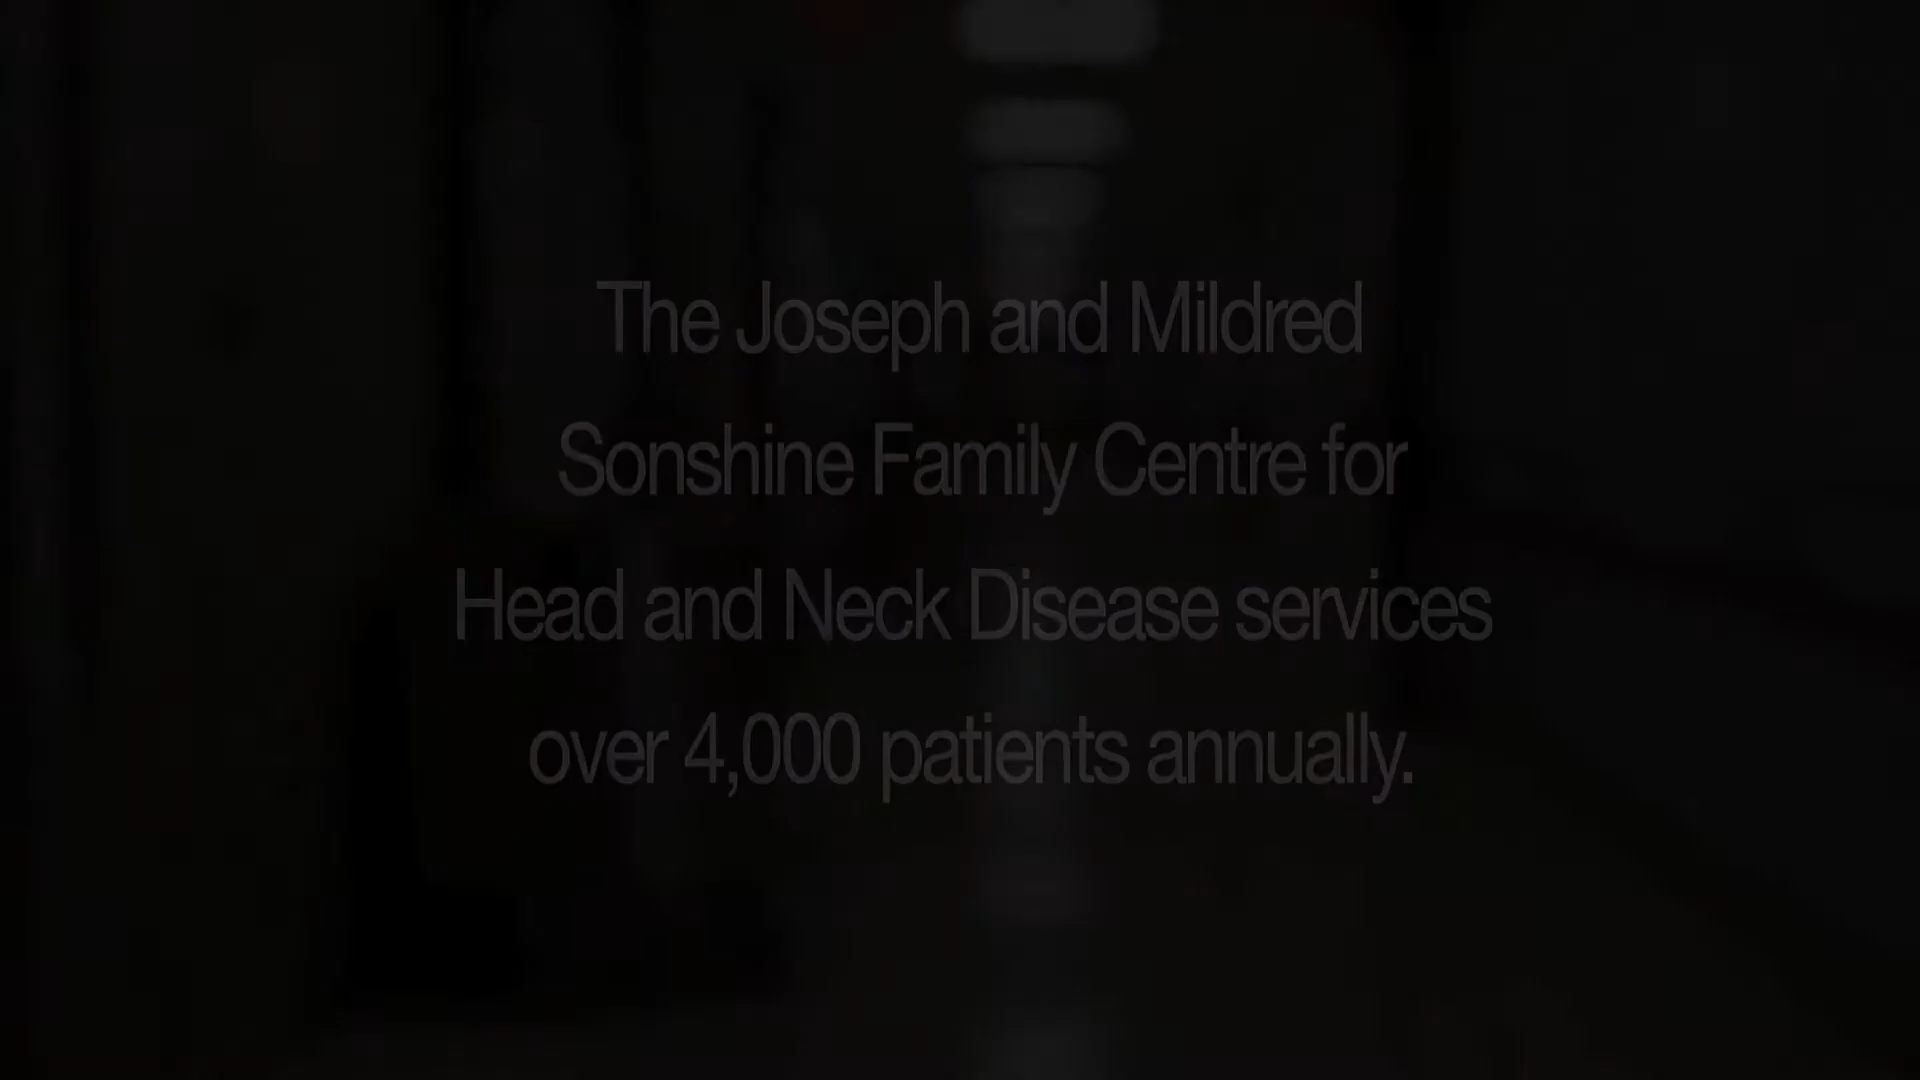 The Joseph and Mildred
Sonshine Family Centre for
Head and Neck Disease services
over 4,000 patients annually.